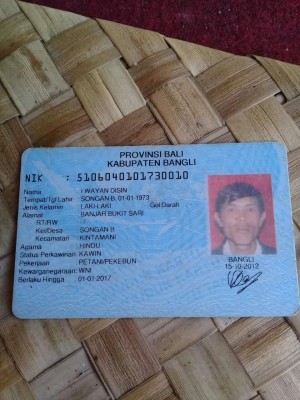 PROVINSI BALI
KABUPATEN BANGLI
NIK : 5106040101730010
Nama : I WAYAN DISIN
Tempat/Tgl Lahir : SONGAN B, 01-01-1973
Jenis Kelamin : LAKI-LAKI Gol Darah
Alamat : BANJAR BUKIT SARI
RT/RW :
Kel/Desa : SONGAN B
Kecamatan : KINTAMANI
Agama : HINDU
Status Perkawinan : KAWIN
Pekerjaan : PETANI/PEKEBUN
Kewarganegaraan : WNI
Berlaku Hingga : 01-01-2017
BANGLI
15-10-2012